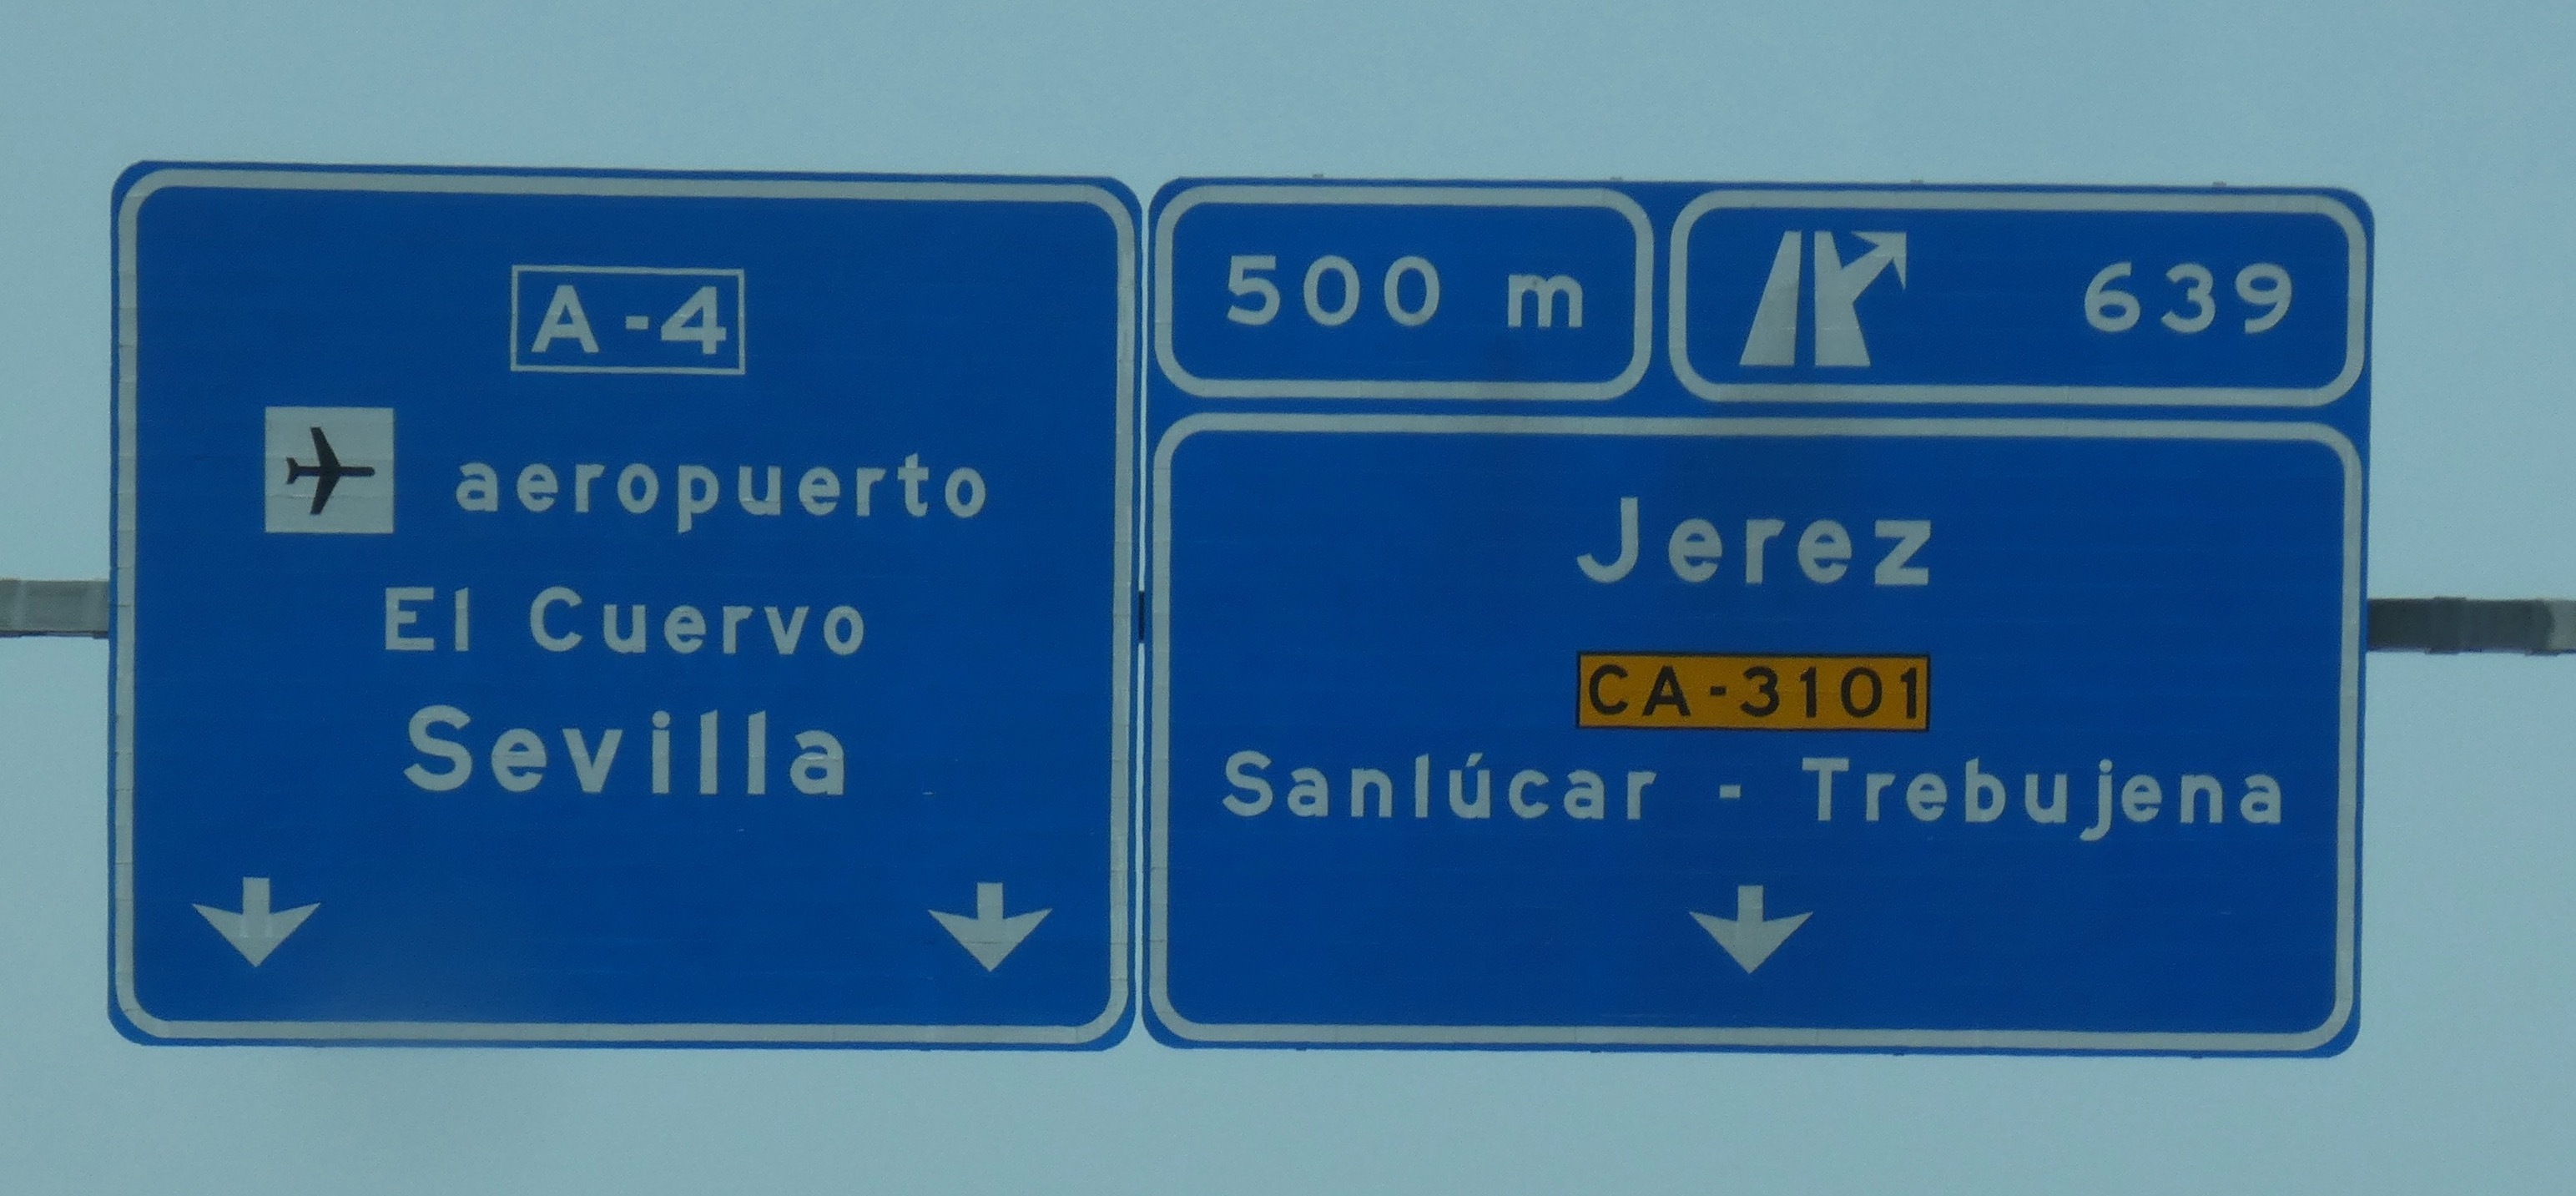 A-4
aeropuerto
El Cuervo
Sevilla
500 m
639
Jerez
CA-3101
Sanlúcar - Trebujena